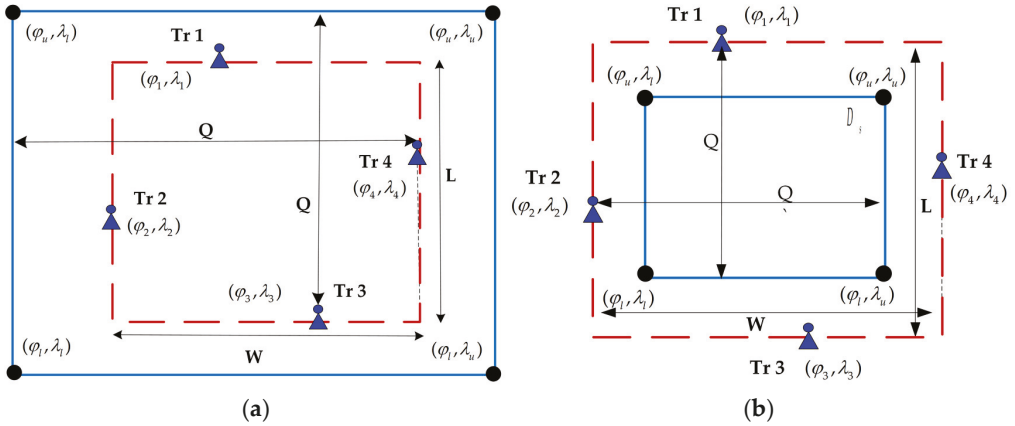 (φu, λl)
(φu, λu)
Tr 1
(φ1, λ1)
Q
Tr 4
(φ4, λ4)
L
Tr 2
(φ2, λ2)
Q
(φ3, λ3)
Tr 3
W
(φl, λl)
(φl, λu)
(a)
Tr 1
(φ1, λ1)
(φu, λl)
(φu, λu)
Q
Tr 4
(φ4, λ4)
Tr 2
(φ2, λ2)
Q
L
(φl, λl)
(φl, λu)
W
Tr 3
(φ3, λ3)
(b)